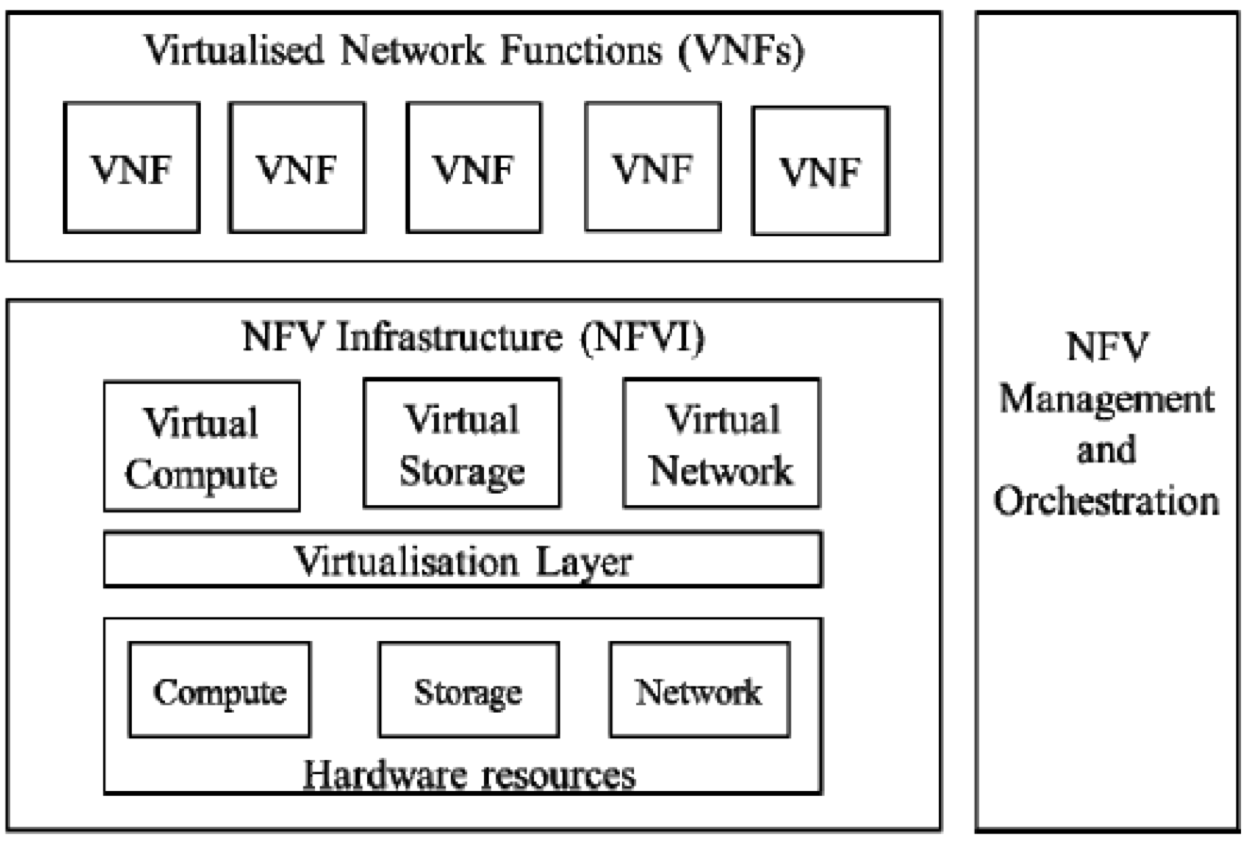 Virtualised Network Functions (VNFs)
VNF
VNF
VNF
VNF
VNF
NFV Infrastructure (NFVI)
Virtual
Compute
Virtual
Storage
Virtual
Network
Virtualisation Layer
Compute
Storage
Network
Hardware resources
NFV
Management
and
Orchestration